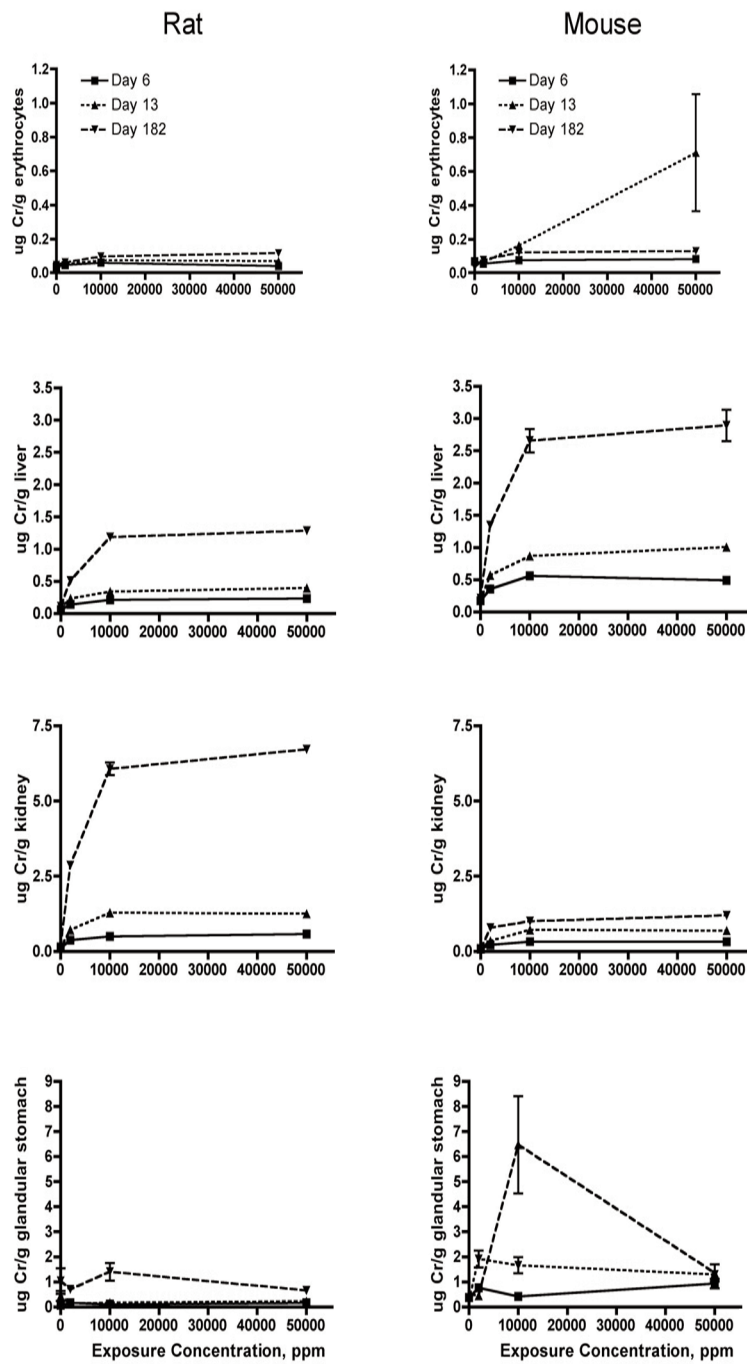 Rat
Mouse
ug Cr/g erythrocytes
1.2
1.0
0.8
0.6
0.4
0.2
0.0
Day 6
Day 13
Day 182
0 10000 20000 30000 40000 50000
ug Cr/g erythrocytes
1.2
1.0
0.8
0.6
0.4
0.2
0.0
Day 6
Day 13
Day 182
0 10000 20000 30000 40000 50000
ug Cr/g liver
3.5
3.0
2.5
2.0
1.5
1.0
0.5
0.0
0 10000 20000 30000 40000 50000
ug Cr/g liver
3.5
3.0
2.5
2.0
1.5
1.0
0.5
0.0
0 10000 20000 30000 40000 50000
ug Cr/g kidney
7.5
5.0
2.5
0.0
0 10000 20000 30000 40000 50000
ug Cr/g kidney
7.5
5.0
2.5
0.0
0 10000 20000 30000 40000 50000
ug Cr/g glandular stomach
9
8
7
6
5
4
3
2
1
0
0 10000 20000 30000 40000 50000
Exposure Concentration, ppm
ug Cr/g glandular stomach
9
8
7
6
5
4
3
2
1
0
0 10000 20000 30000 40000 50000
Exposure Concentration, ppm